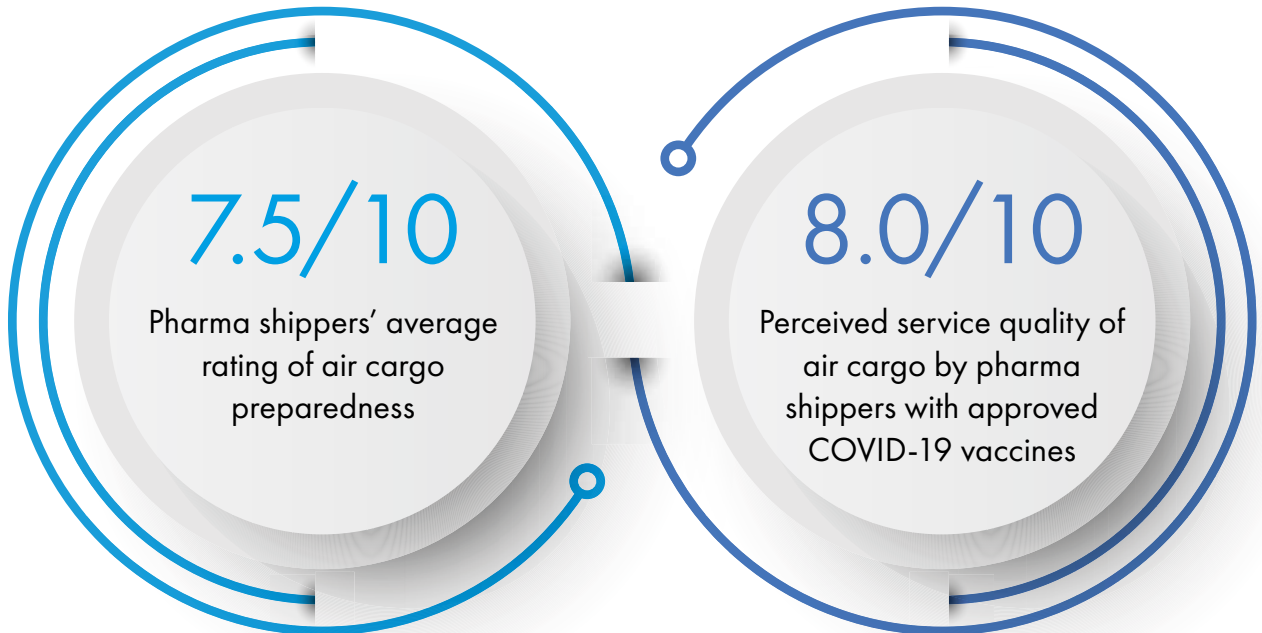 7.5/10
Pharma shippers’ average
rating of air cargo
preparedness
8.0/10
Perceived service quality of
air cargo by pharma
shippers with approved
COVID-19 vaccines